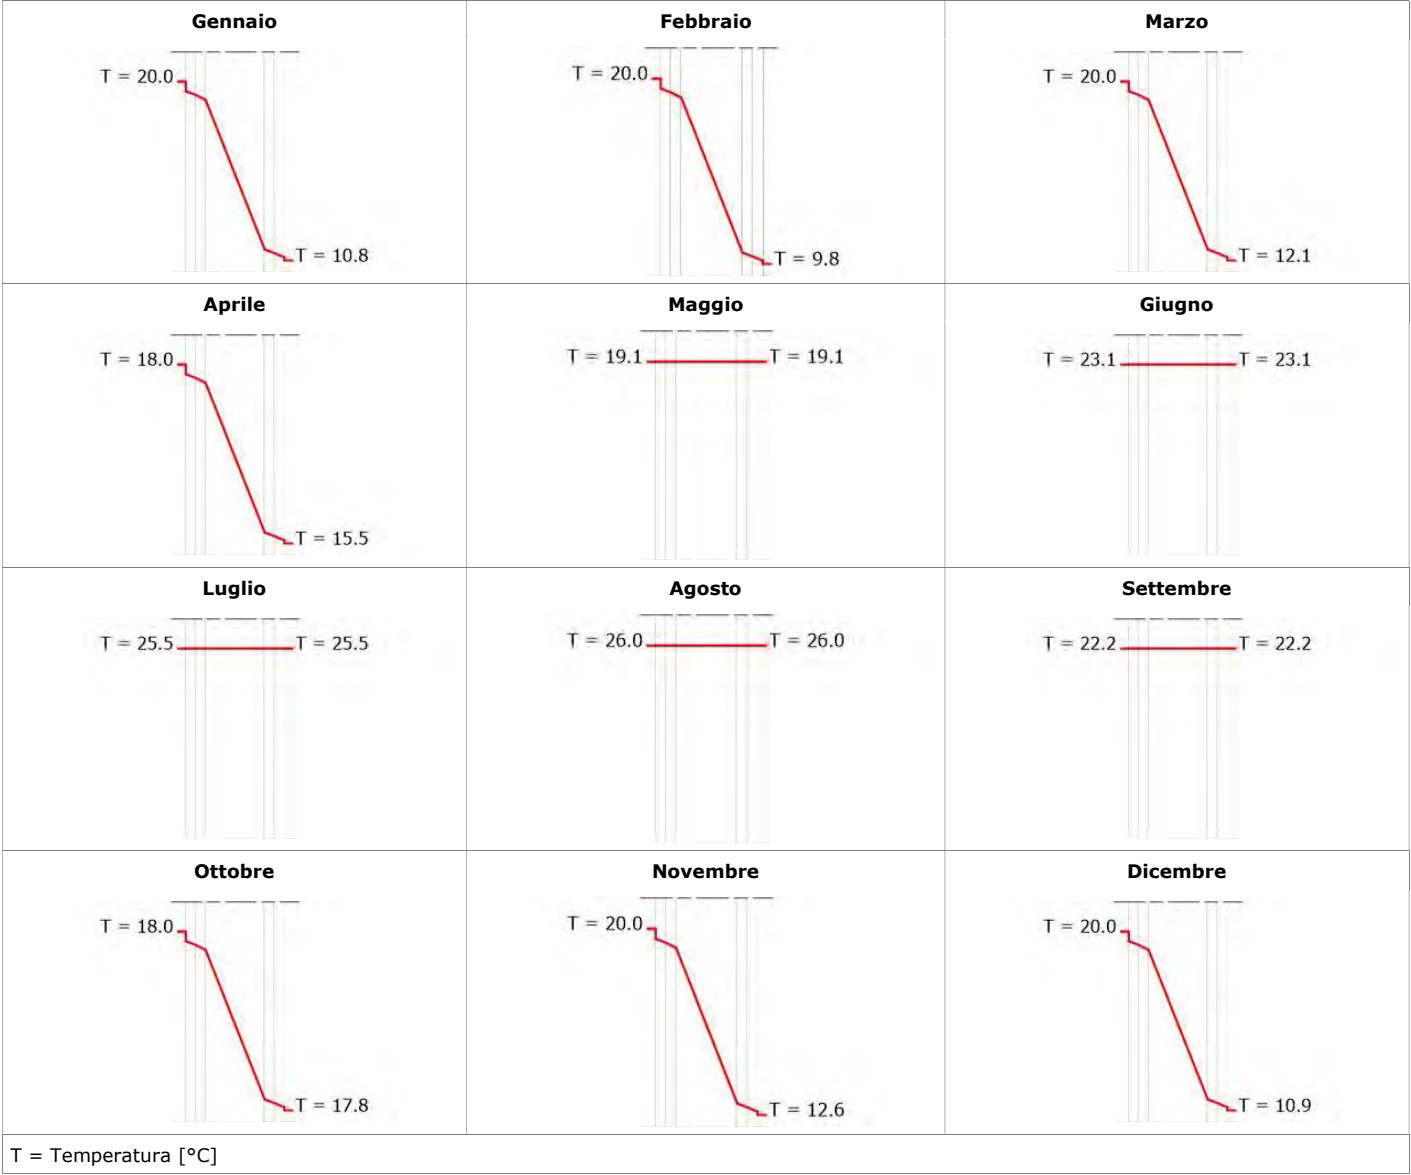 Gennaio Febbraio Marzo
T = 20.0 T = 20.0 T = 20.0
T = 10.8 T = 9.8 T = 12.1
Aprile Maggio Giugno
T = 18.0 T = 19.1 T = 19.1 T = 23.1 T = 23.1
T = 15.5
Luglio Agosto Settembre
T = 25.5 T = 25.5 T = 26.0 T = 26.0 T = 22.2 T = 22.2
Ottobre Novembre Dicembre
T = 18.0 T = 20.0 T = 20.0
T = 17.8 T = 12.6 T = 10.9
T = Temperatura [°C]